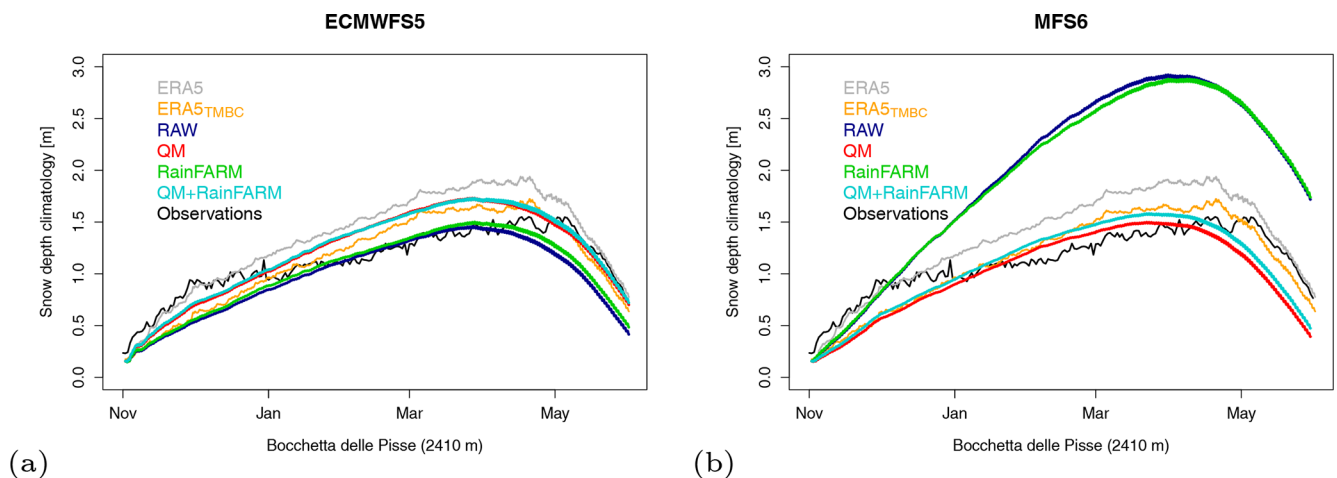 ECMWFS5
Snow depth climatology [m]
3.0
2.5
2.0
1.5
1.0
0.5
0.0
ERA5
ERA5TMBC
RAW
QM
RainFARM
QM+RainFARM
Observations
Nov Jan Mar May
Bocchetta delle Pisse (2410 m)
(a)
MFS6
Snow depth climatology [m]
3.0
2.5
2.0
1.5
1.0
0.5
0.0
ERA5
ERA5TMBC
RAW
QM
RainFARM
QM+RainFARM
Observations
Nov Jan Mar May
Bocchetta delle Pisse (2410 m)
(b)